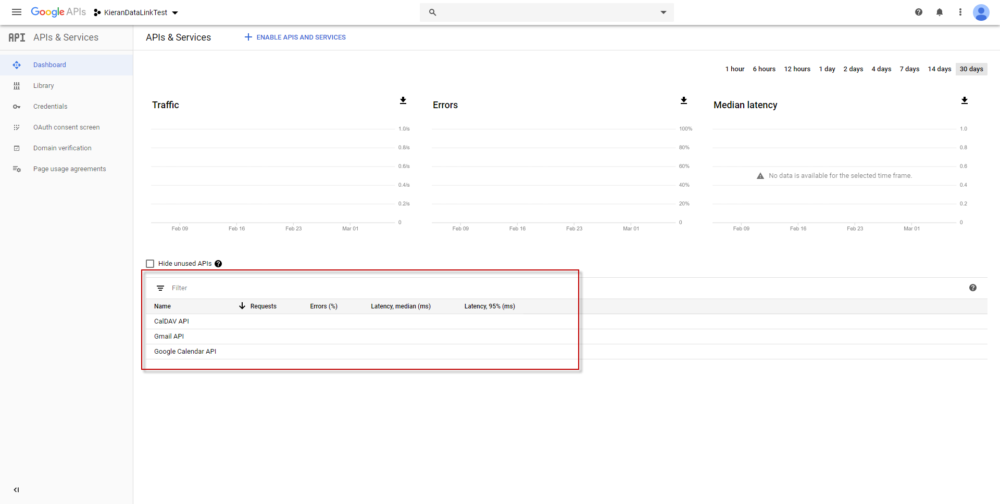 Google APIs KieranDataLinkTest
API APIs & Services
APIs & Services ENABLE APIS AND SERVICES
Dashboard
Library
Credentials
OAuth consent screen
Domain verification
Page usage agreements
1 hour 6 hours 12 hours 1 day 2 days 4 days 7 days 14 days 30 days
Traffic
1.0/s
0.8/s
0.6/s
0.4/s
0.2/s
0
Feb 09 Feb 16 Feb 23 Mar 01
Errors
100%
80%
60%
40%
20%
0
Feb 09 Feb 16 Feb 23 Mar 01
Median latency
1.0
0.8
0.6
No data is available for the selected time frame.
0.4
0.2
0
Feb 09 Feb 16 Feb 23 Mar 01
Hide unused APIs
Filter
Name Requests Errors (%) Latency, median (ms) Latency, 95% (ms)
CalDAV API
Gmail API
Google Calendar API